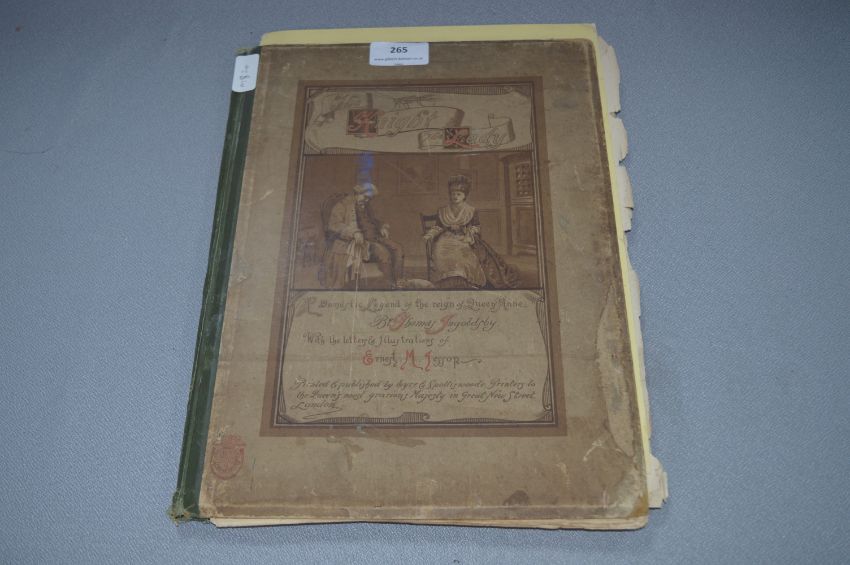 265
The
Knight
& the Lady
A Domestic Legend of the reign of Queen Anne.
By Thomas Ingoldsby
With the letters & Illustrations of
Ernest M. Jessop
Printed & published by Eyre & Spottiswoode, Printers to
the Queen's most gracious Majesty in Great New Street
London